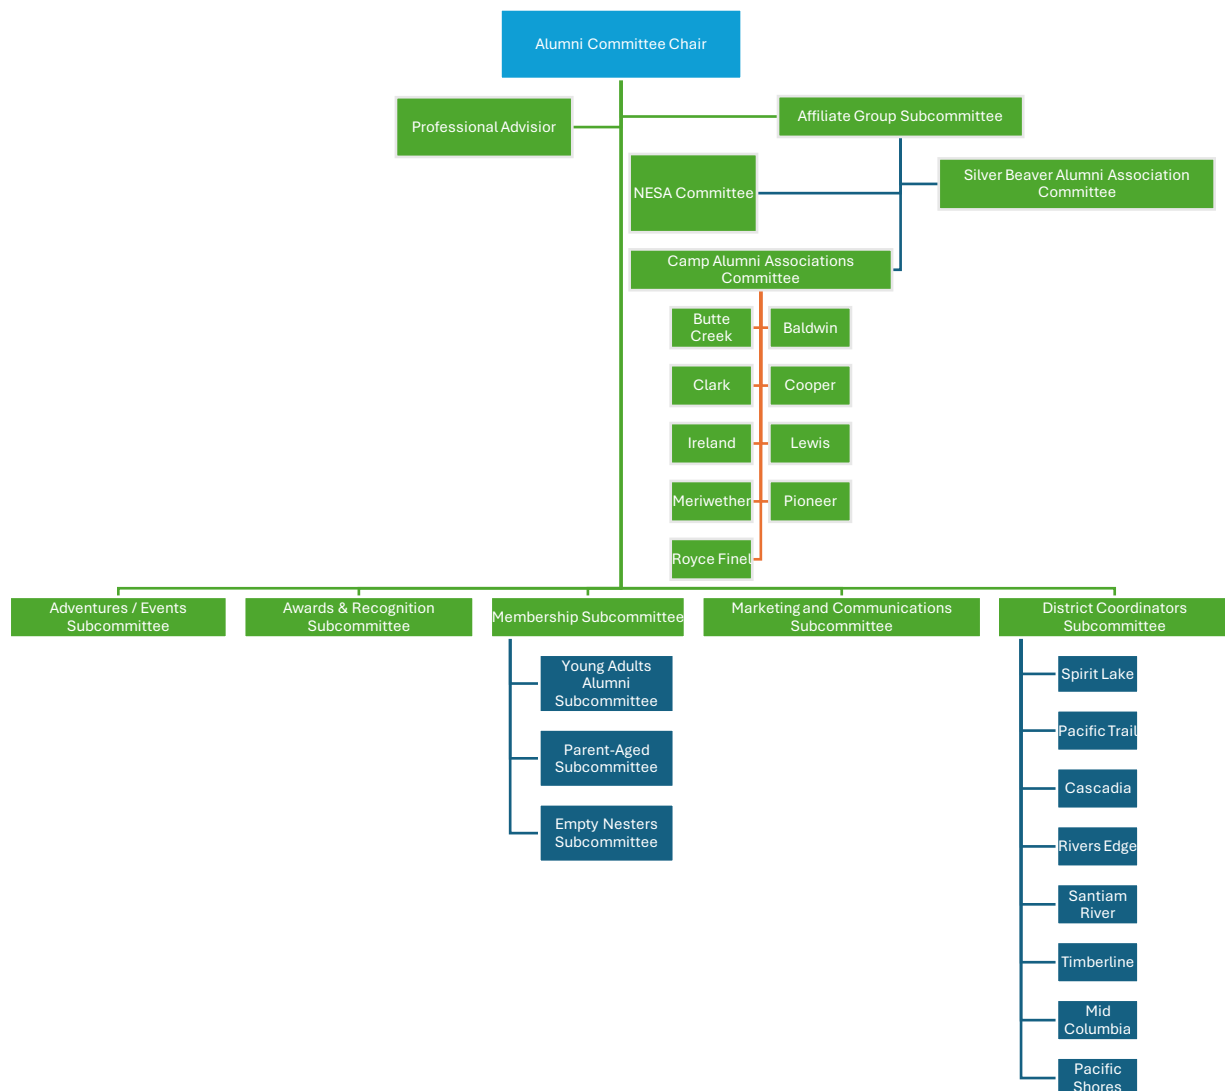 Alumni Committee Chair
Professional Advisior
Affiliate Group Subcommittee
NESA Committee
Silver Beaver Alumni Association
Committee
Camp Alumni Associations
Committee
Butte
Creek
Baldwin
Clark
Cooper
Ireland
Lewis
Meriwether
Pioneer
Royce Finel
Adventures / Events
Subcommittee
Awards & Recognition
Subcommittee
Membership Subcommittee
Marketing and Communications
Subcommittee
District Coordinators
Subcommittee
Young Adults
Alumni
Subcommittee
Parent-Aged
Subcommittee
Empty Nesters
Subcommittee
Spirit Lake
Pacific Trail
Cascadia
Rivers Edge
Santiam
River
Timberline
Mid
Columbia
Pacific
Shores